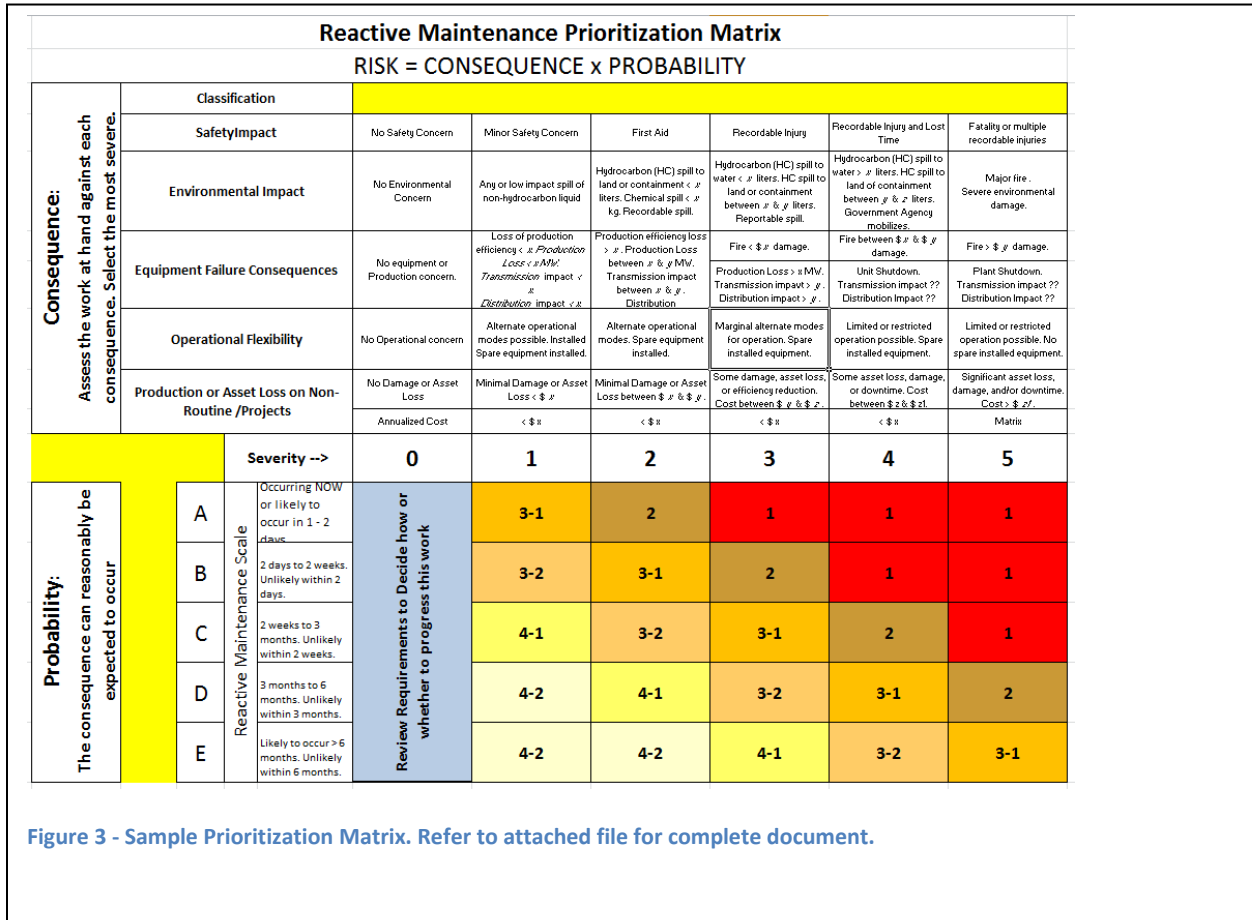 Reactive Maintenance Prioritization Matrix
RISK = CONSEQUENCE x PROBABILITY
Consequence:
Assess the work at hand against each
consequence. Select the most severe.
Classification
SafetyImpact
No Safety Concern
Minor Safety Concern
First Aid
Recordable Injury
Recordable Injury and Lost
Time
Fatality or multiple
recordable injuries
Environmental Impact
No Environmental
Concern
Any or low impact spill of
non-hydrocarbon liquid
Hydrocarbon (HC) spill to
land or containment < x
liters. Chemical spill < x
kg. Recordable spill.
Hydrocarbon (HC) spill to
water < x liters. HC spill to
land or containment
between x & y liters.
Reportable spill.
Hydrocarbon (HC) spill to
water > x liters. HC spill to
land of containment
between y & z liters.
Government Agency
mobilizes.
Major fire .
Severe environmental
damage.
Equipment Failure Consequences
No equipment or
Production concern.
Loss of production
efficiency < x. Production
Loss < x MW.
Transmission impact <
x
Distribution impact < x
Production efficiency loss
> x . Production Loss
between x & y MW.
Transmission impact
between x & y .
Distribution
Fire < $ x damage.
Production Loss > x MW.
Transmission impavt > y .
Distribution impact > y .
Fire between $ x & $ y
damage.
Unit Shutdown.
Transmission impact ??
Distribution Impact ??
Fire > $ y damage.
Plant Shutdown.
Transmission impact ??
Distribution Impact ??
Operational Flexibility
No Operational concern
Alternate operational
modes possible. Installed
Spare equipment installed.
Alternate operational
modes. Spare equipment
installed.
Marginal alternate modes
for operation. Spare
installed equipment.
Limited or restricted
operation possible. Spare
installed equipment.
Limited or restricted
operation possible. No
spare installed equipment.
Production or Asset Loss on Non-
Routine /Projects
No Damage or Asset
Loss
Minimal Damage or Asset
Loss < $ x
Minimal Damage or Asset
Loss between $ x & $ y .
Some damage, asset loss,
or efficiency reduction.
Cost between $ y & $ z .
Some asset loss, damage,
or downtime. Cost
between $ z & $ z1.
Significant asset loss,
damage, and/or downtime.
Cost > $ z1 .
Annualized Cost
< $ x
< $ x
< $ x
< $ x
Matrix
Severity -->
0
1
2
3
4
5
Probability:
The consequence can reasonably be
expected to occur
Reactive Maintenance Scale
Review Requirements to Decide how or
whether to progress this work
A
Occurring NOW
or likely to
occur in 1 - 2
days
3-1
2
1
1
1
B
2 days to 2 weeks.
Unlikely within 2
days.
3-2
3-1
2
1
1
C
2 weeks to 3
months. Unlikely
within 2 weeks.
4-1
3-2
3-1
2
1
D
3 months to 6
months. Unlikely
within 3 months.
4-2
4-1
3-2
3-1
2
E
Likely to occur > 6
months. Unlikely
within 6 months.
4-2
4-2
4-1
3-2
3-1
Figure 3 - Sample Prioritization Matrix. Refer to attached file for complete document.